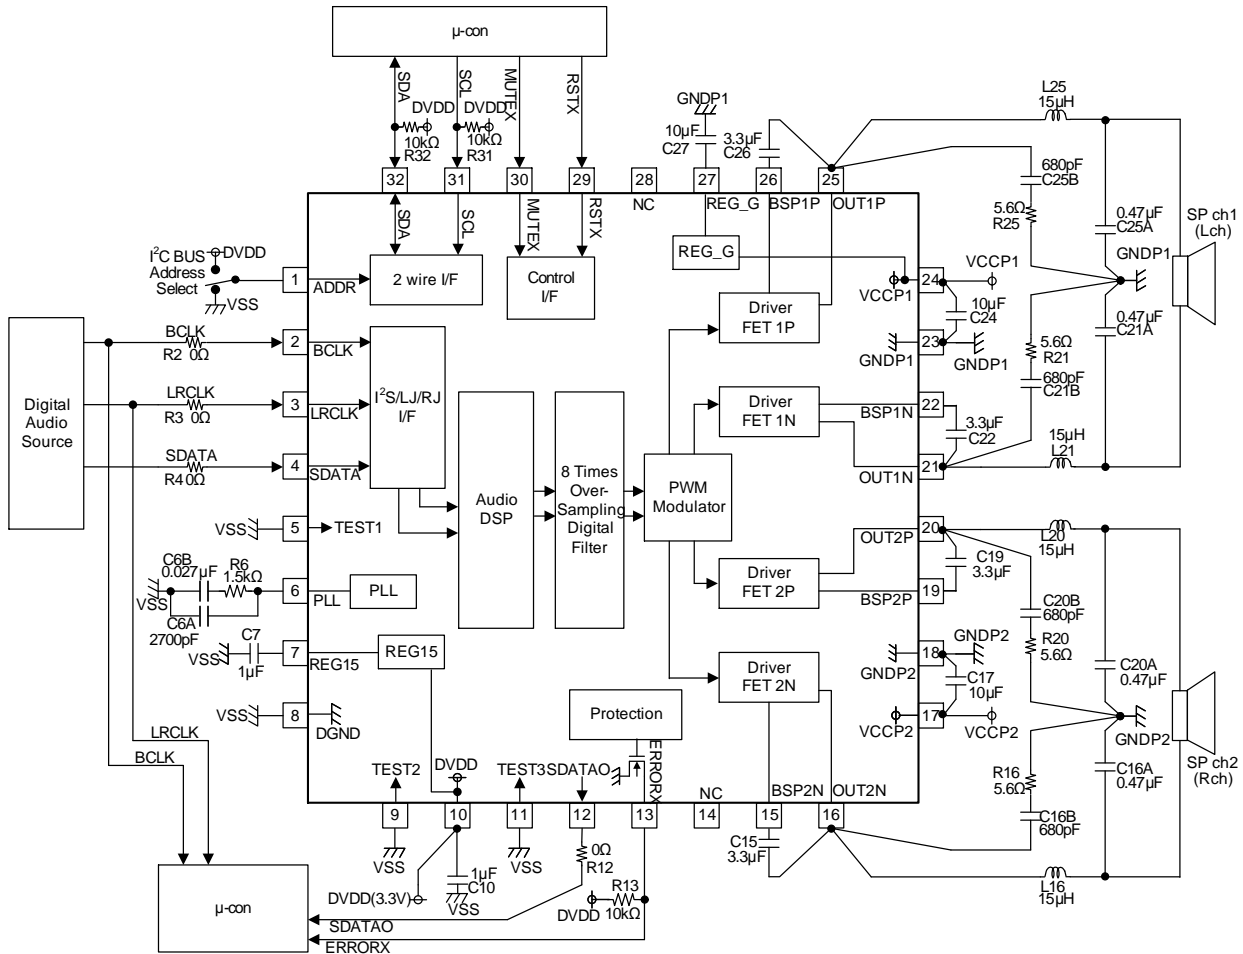 µ-con
SDA
SCL
MUTEX
RSTX
DVDD
DVDD
10kΩ
R32
10kΩ
R31
GNDP1
10µF
C27
3.3µF
C26
L25
15µH
680pF
C25B
5.6Ω
R25
0.47µF
C25A
SP ch1
(Lch)
32
31
30
29
28
27
26
25
NC
REG_G
BSP1P
OUT1P
SDA
SCL
MUTEX
RSTX
I²C BUS
Address
Select
DVDD
VSS
1
ADDR
2 wire I/F
Control
I/F
REG_G
VCCP1
24
VCCP1
10µF
C24
GNDP1
Driver
FET 1P
GNDP1
23
GNDP1
0.47µF
C21A
5.6Ω
R21
680pF
C21B
Digital
Audio
Source
BCLK
R2 0Ω
2
BCLK
LRCLK
R3 0Ω
3
LRCLK
SDATA
R4 0Ω
4
SDATA
I²S/LJ/RJ
I/F
Audio
DSP
8 Times
Over-
Sampling
Digital
Filter
PWM
Modulator
Driver
FET 1N
BSP1N
22
3.3µF
C22
15µH
L21
OUT1N
21
VSS
5
TEST1
OUT2P
20
L20
15µH
C19
3.3µF
Driver
FET 2P
BSP2P
19
C20B
680pF
R20
5.6Ω
C6B
0.027µF
R6
1.5kΩ
VSS
C6A
2700pF
6
PLL
PLL
C7
VSS
1µF
7
REG15
REG15
Driver
FET 2N
GNDP2
18
GNDP2
C17
10µF
C20A
0.47µF
SP ch2
(Rch)
VSS
8
DGND
Protection
VCCP2
17
VCCP2
GNDP2
LRCLK
BCLK
TEST2
DVDD
TEST3
SDATAO
ERRORX
NC
BSP2N
OUT2N
R16
5.6Ω
C16A
0.47µF
C16B
680pF
9
10
11
12
13
14
15
16
VSS
1µF
C10
VSS
VSS
0Ω
R12
C15
3.3µF
DVDD(3.3V)
R13
DVDD
10kΩ
L16
15µH
µ-con
SDATAO
ERRORX